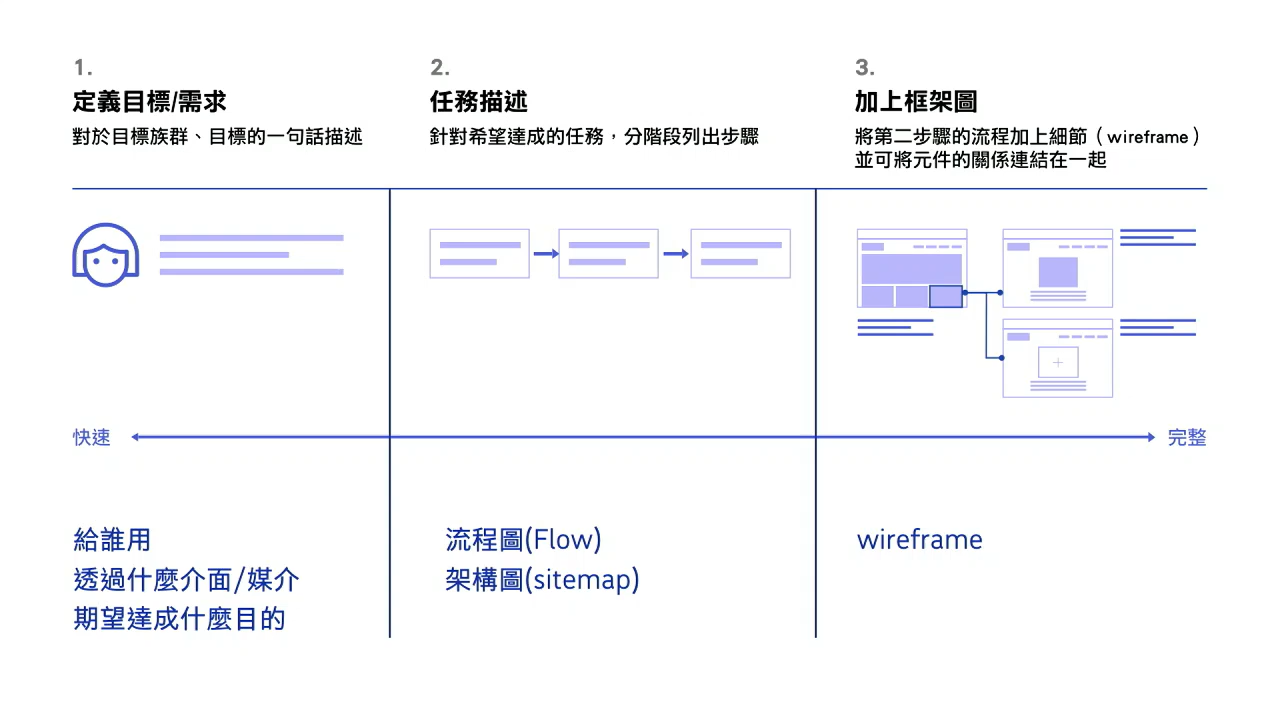 1.
定義目標/需求
對於目標族群、目標的一句話描述
2.
任務描述
針對希望達成的任務，分階段列出步驟
3.
加上框架圖
將第二步驟的流程加上細節（wireframe）
並可將元件的關係連結在一起
快速
完整
給誰用
透過什麼介面/媒介
期望達成什麼目的
流程圖(Flow)
架構圖(sitemap)
wireframe